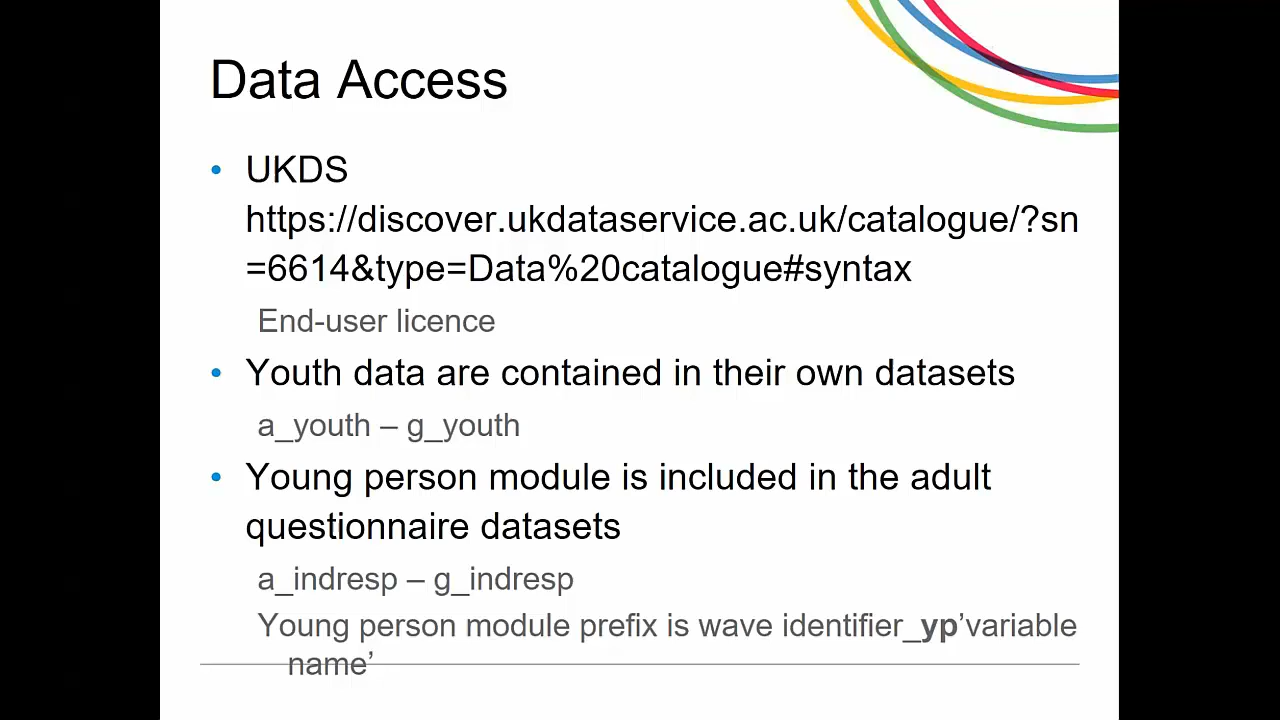 Data Access
• UKDS
https://discover.ukdataservice.ac.uk/catalogue/?sn
=6614&type=Data%20catalogue#syntax
End-user licence
• Youth data are contained in their own datasets
a_youth – g_youth
• Young person module is included in the adult
questionnaire datasets
a_indresp – g_indresp
Young person module prefix is wave identifier_yp’variable
name’